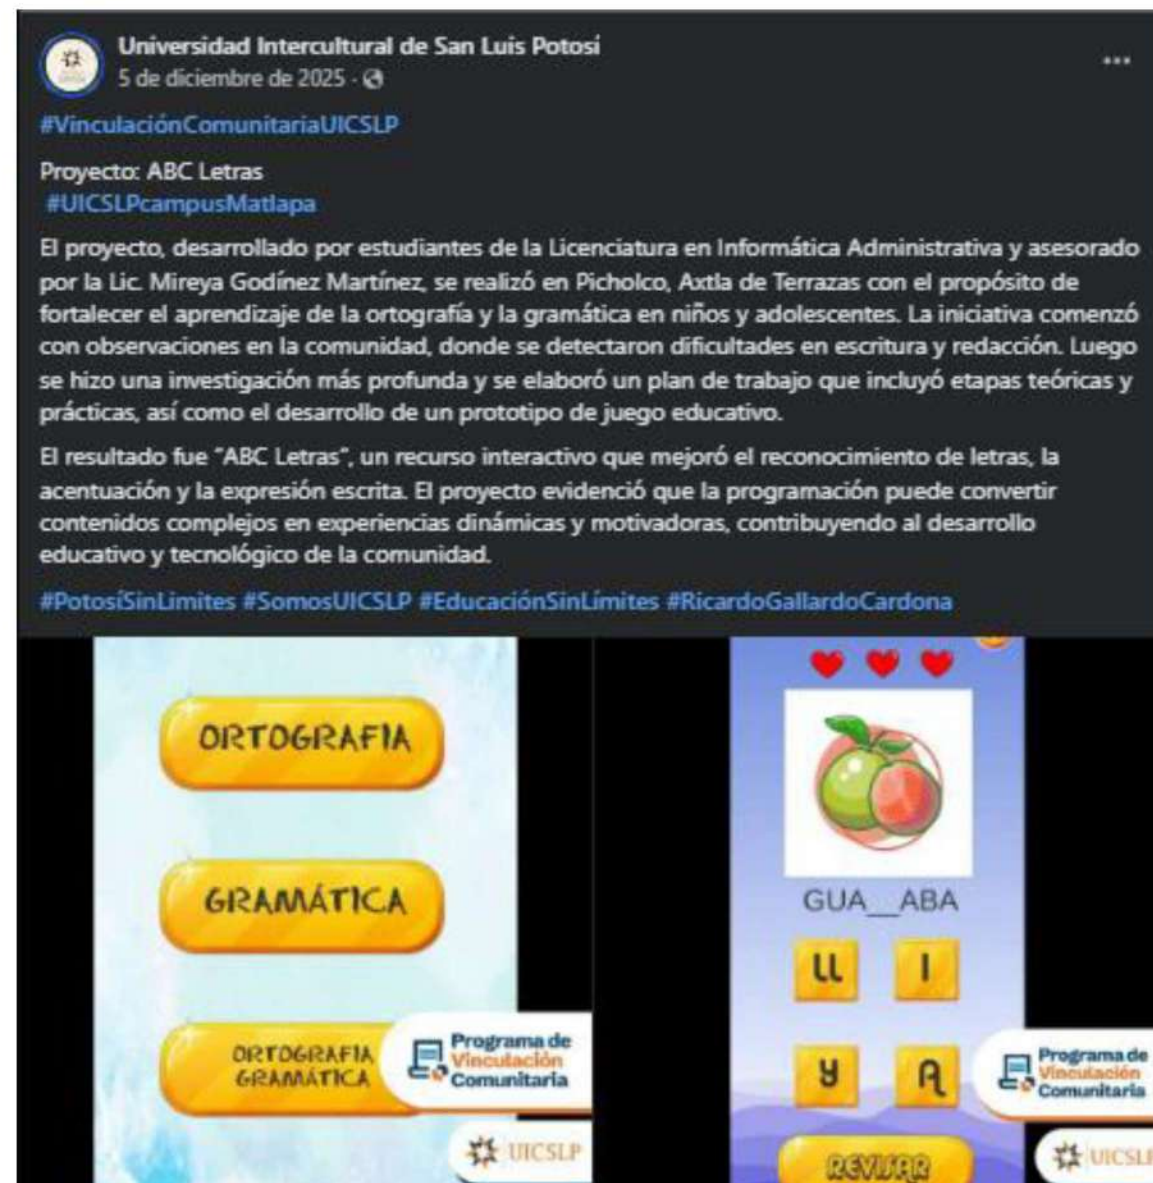 Universidad Intercultural de San Luis Potosí
5 de diciembre de 2025 ·
#VinculaciónComunitariaUICSLP
Proyecto: ABC Letras
#UICSLPcampusMatlapa
El proyecto, desarrollado por estudiantes de la Licenciatura en Informática Administrativa y asesorado
por la Lic. Mireya Godínez Martínez, se realizó en Picholco, Axtla de Terrazas con el propósito de
fortalecer el aprendizaje de la ortografía y la gramática en niños y adolescentes. La iniciativa comenzó
con observaciones en la comunidad, donde se detectaron dificultades en escritura y redacción. Luego
se hizo una investigación más profunda y se elaboró un plan de trabajo que incluyó etapas teóricas y
prácticas, así como el desarrollo de un prototipo de juego educativo.
El resultado fue "ABC Letras", un recurso interactivo que mejoró el reconocimiento de letras, la
acentuación y la expresión escrita. El proyecto evidenció que la programación puede convertir
contenidos complejos en experiencias dinámicas y motivadoras, contribuyendo al desarrollo
educativo y tecnológico de la comunidad.
#PotosíSinLimites #SomosUICSLP #EducaciónSinLímites #RicardoGallardoCardona
ORTOGRAFIA
GRAMÁTICA
ORTOGRAFIA
GRAMÁTICA
Programa de
Vinculación
Comunitaria
UICSLP
GUA__ABA
LL I
Y A
REVISAR
Programa de
Vinculación
Comunitaria
UICSLP